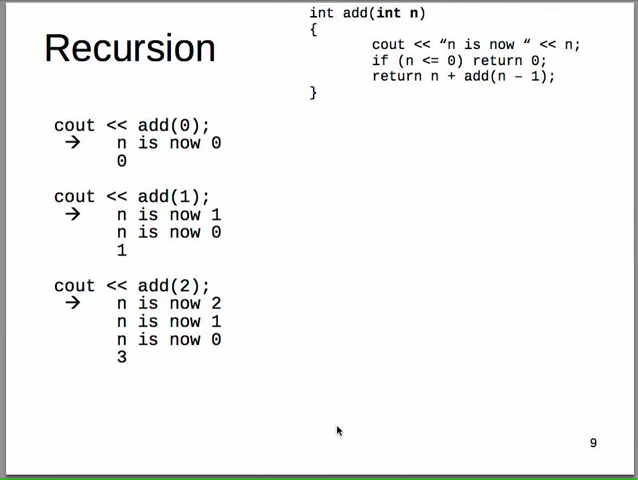 Recursion
int add(int n)
{
cout << “n is now “ << n;
if (n <= 0) return 0;
return n + add(n – 1);
}
cout << add(0);
→ n is now 0
0
cout << add(1);
→ n is now 1
n is now 0
1
cout << add(2);
→ n is now 2
n is now 1
n is now 0
3
9